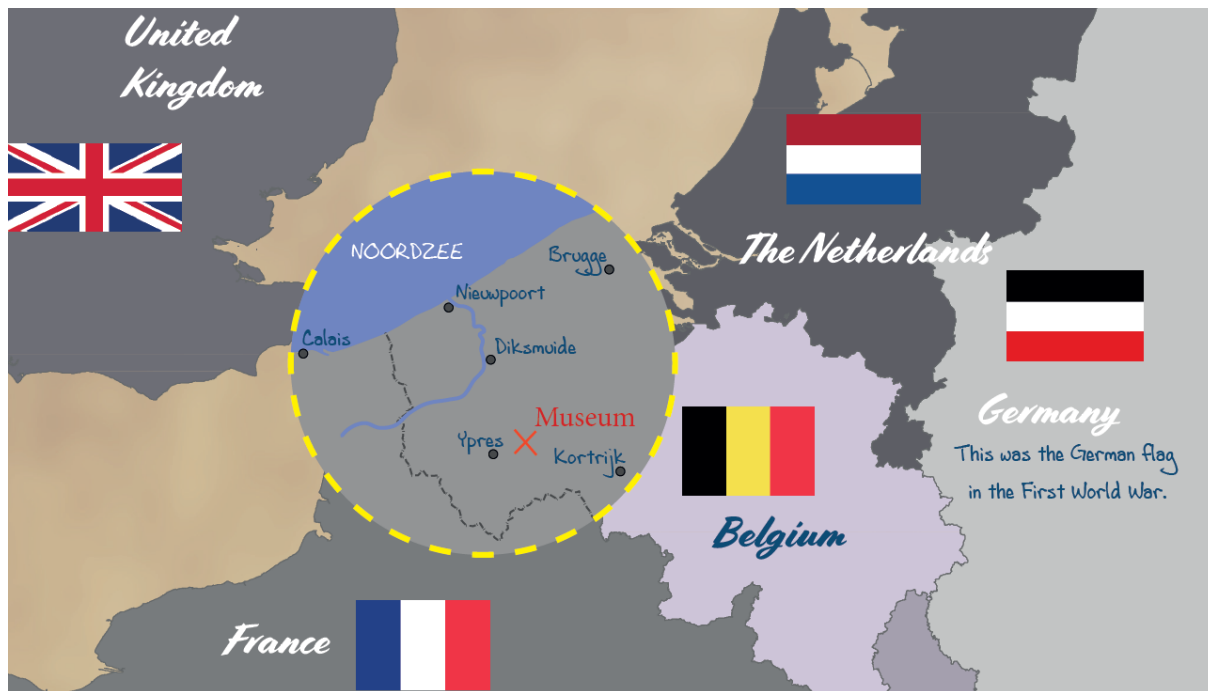 United
Kingdom
The Netherlands
NOORDZEE
Brugge
Nieuwpoort
Calais
Diksmuide
Museum
Ypres
Kortrijk
Germany
This was the German flag
in the First World War.
Belgium
France